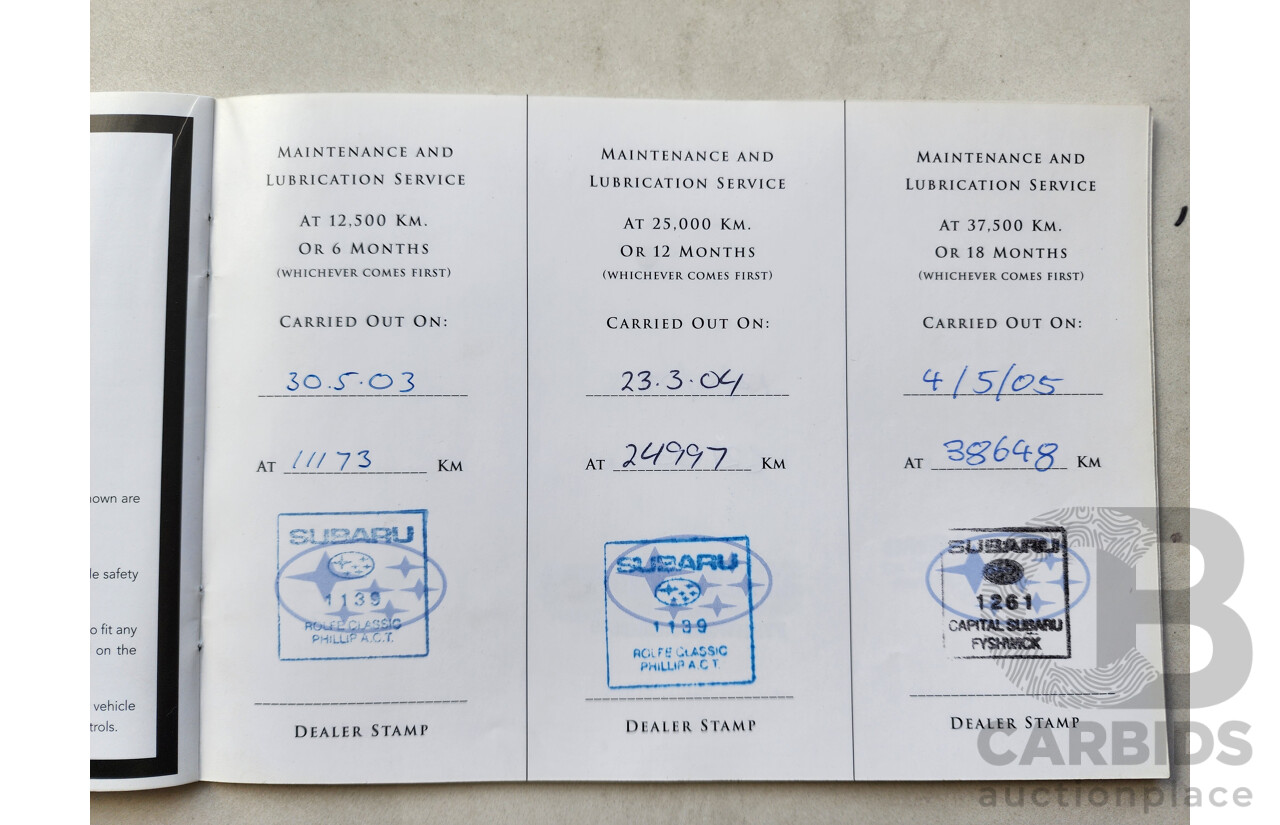 own are
le safety
o fit any
on the
vehicle
trols.
MAINTENANCE AND
LUBRICATION SERVICE
AT 12,500 KM.
OR 6 MONTHS
(WHICHEVER COMES FIRST)
CARRIED OUT ON:
30.5.03
AT 11173 KM
SUBARU
1139
ROLFE CLASSIC
PHILLIP A.C.T.
DEALER STAMP
MAINTENANCE AND
LUBRICATION SERVICE
AT 25,000 KM.
OR 12 MONTHS
(WHICHEVER COMES FIRST)
CARRIED OUT ON:
23.3.04
AT 24997 KM
SUBARU
1139
ROLFE CLASSIC
PHILLIP A.C.T.
DEALER STAMP
MAINTENANCE AND
LUBRICATION SERVICE
AT 37,500 KM.
OR 18 MONTHS
(WHICHEVER COMES FIRST)
CARRIED OUT ON:
4/5/05
AT 38648 KM
SUBARU
1261
CAPITAL SUBARU
FYSHWICK
DEALER STAMP
CARBIDS
auctionplace